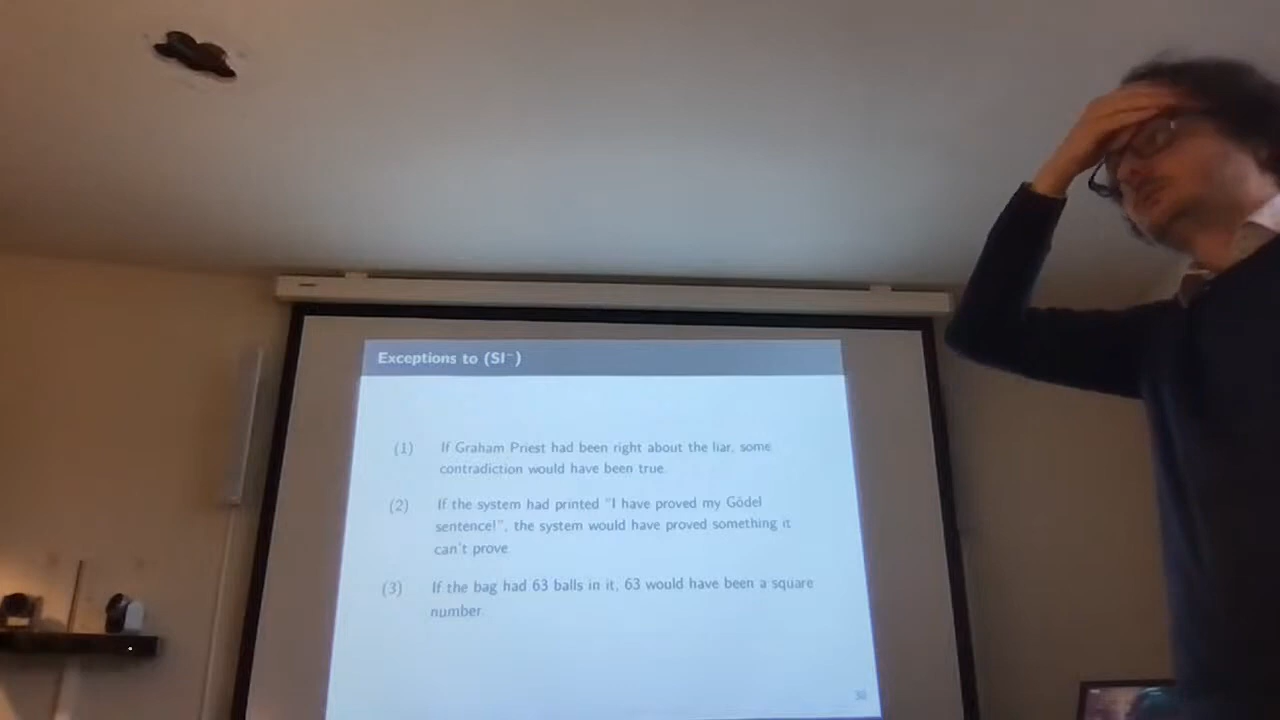 Exceptions to (SI⁻)
(1) If Graham Priest had been right about the liar, some
contradiction would have been true.
(2) If the system had printed "I have proved my Gödel
sentence!", the system would have proved something it
can't prove.
(3) If the bag had 63 balls in it, 63 would have been a square
number.